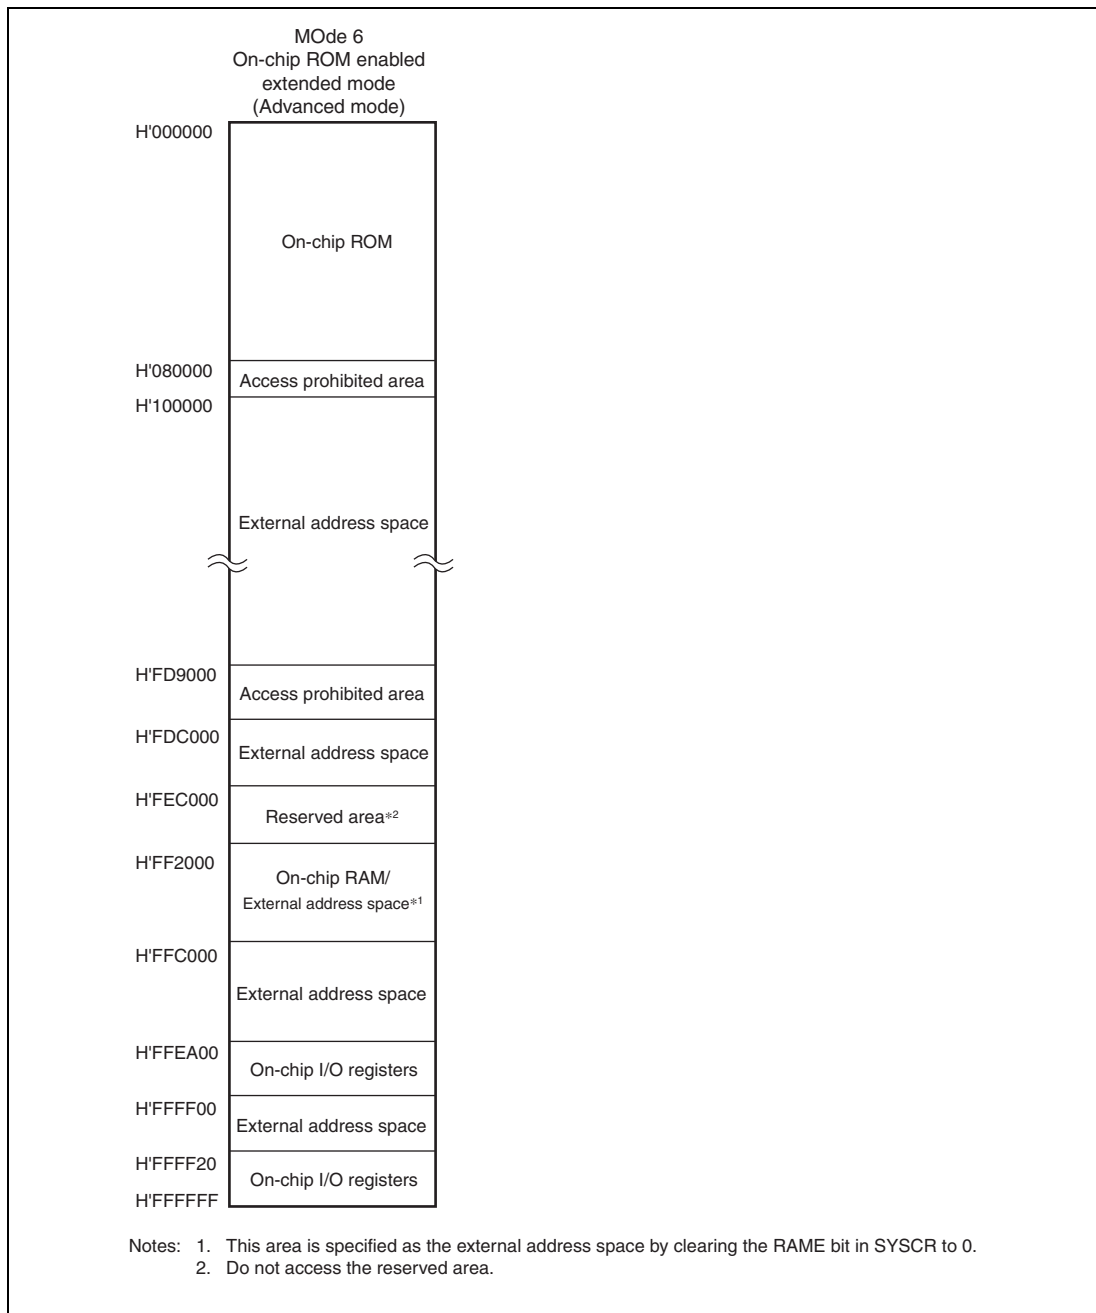 MOde 6
On-chip ROM enabled
extended mode
(Advanced mode)
H'000000
On-chip ROM
H'080000
Access prohibited area
H'100000
External address space
H'FD9000
Access prohibited area
H'FDC000
External address space
H'FEC000
Reserved area*2
H'FF2000
On-chip RAM/
External address space*1
H'FFC000
External address space
H'FFEA00
On-chip I/O registers
H'FFFF00
External address space
H'FFFF20
On-chip I/O registers
H'FFFFFF
Notes: 1. This area is specified as the external address space by clearing the RAME bit in SYSCR to 0.
2. Do not access the reserved area.